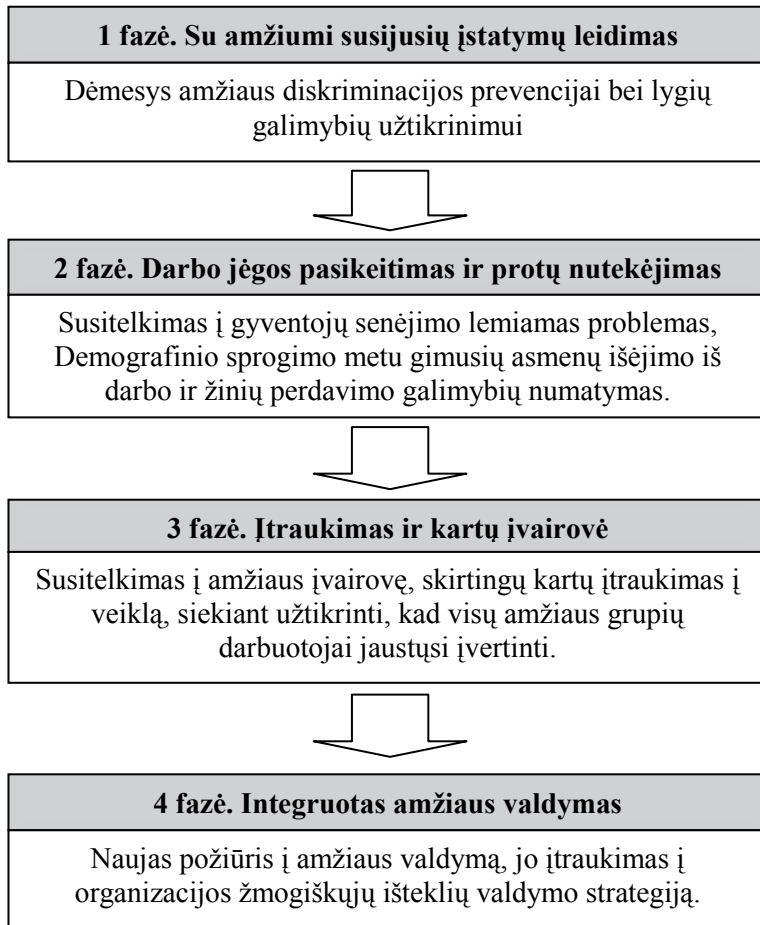 1 fazė. Su amžiumi susijusių įstatymų leidimas
Dėmesys amžiaus diskriminacijos prevencijai bei lygių
galimybių užtikrinimui
2 fazė. Darbo jėgos pasikeitimas ir protų nutekėjimas
Susitelkimas į gyventojų senėjimo lemiamas problemas,
Demografinio sprogimo metu gimusių asmenų išėjimo iš
darbo ir žinių perdavimo galimybių numatymas.
3 fazė. Įtraukimas ir kartų įvairovė
Susitelkimas į amžiaus įvairovę, skirtingų kartų įtraukimas į
veiklą, siekiant užtikrinti, kad visų amžiaus grupių
darbuotojai jaustųsi įvertinti.
4 fazė. Integruotas amžiaus valdymas
Naujas požiūris į amžiaus valdymą, jo įtraukimas į
organizacijos žmogiškųjų išteklių valdymo strategiją.